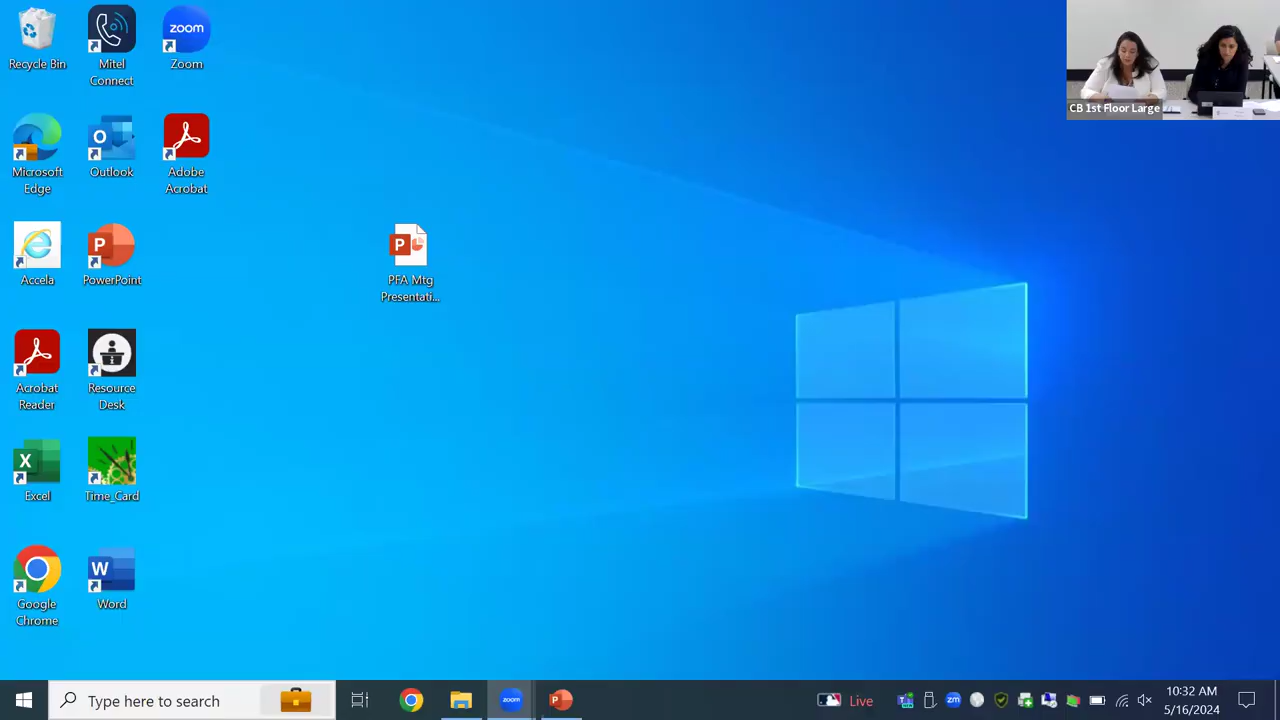 Recycle Bin
Mitel
Connect
zoom
Zoom
Microsoft
Edge
Outlook
Adobe
Acrobat
Accela
PowerPoint
PFA Mtg
Presentati...
Acrobat
Reader
Resource
Desk
Excel
Time_Card
Google
Chrome
Word
CB 1st Floor Large
Type here to search
zoom
Live
zm
10:32 AM
5/16/2024